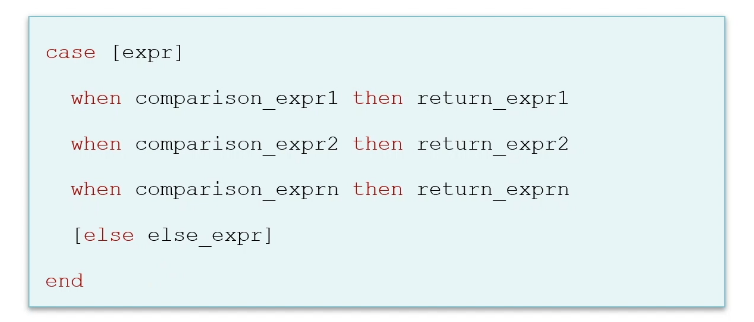 case [expr]
when comparison_expr1 then return_expr1
when comparison_expr2 then return_expr2
when comparison_exprn then return_exprn
[else else_expr]
end